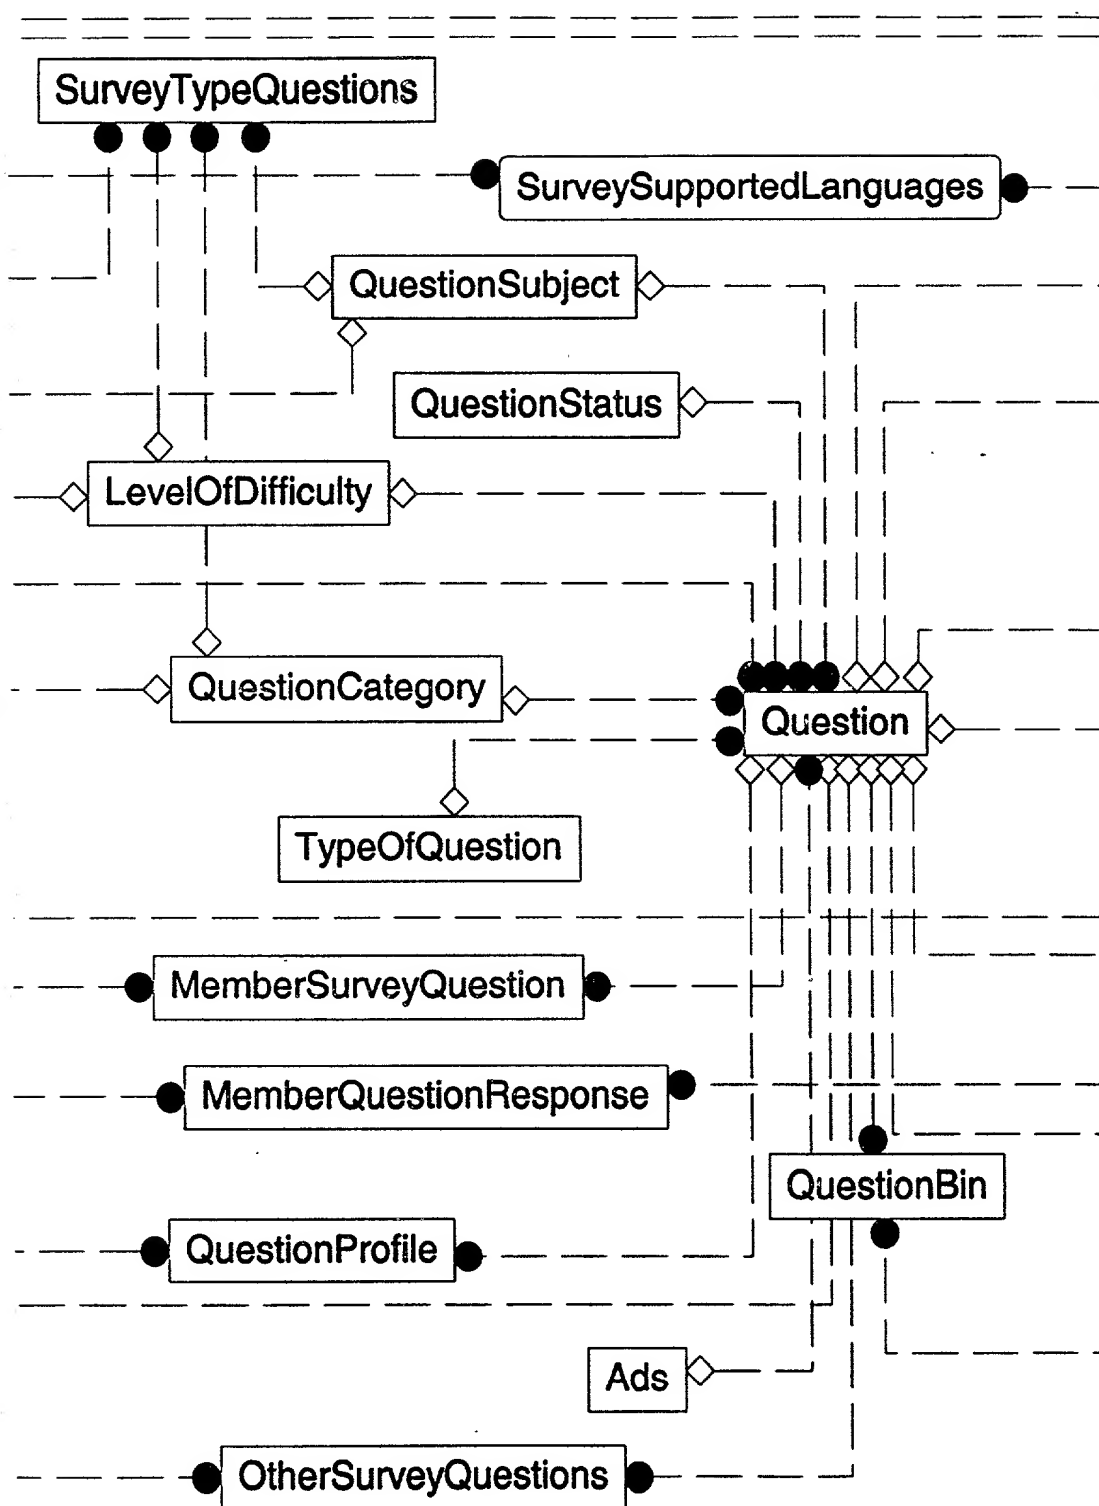 SurveyTypeQuestions
SurveySupportedLanguages
QuestionSubject
QuestionStatus
LevelOfDifficulty
QuestionCategory
Question
TypeOfQuestion
MemberSurveyQuestion
MemberQuestionResponse
QuestionBin
QuestionProfile
Ads
OtherSurveyQuestions